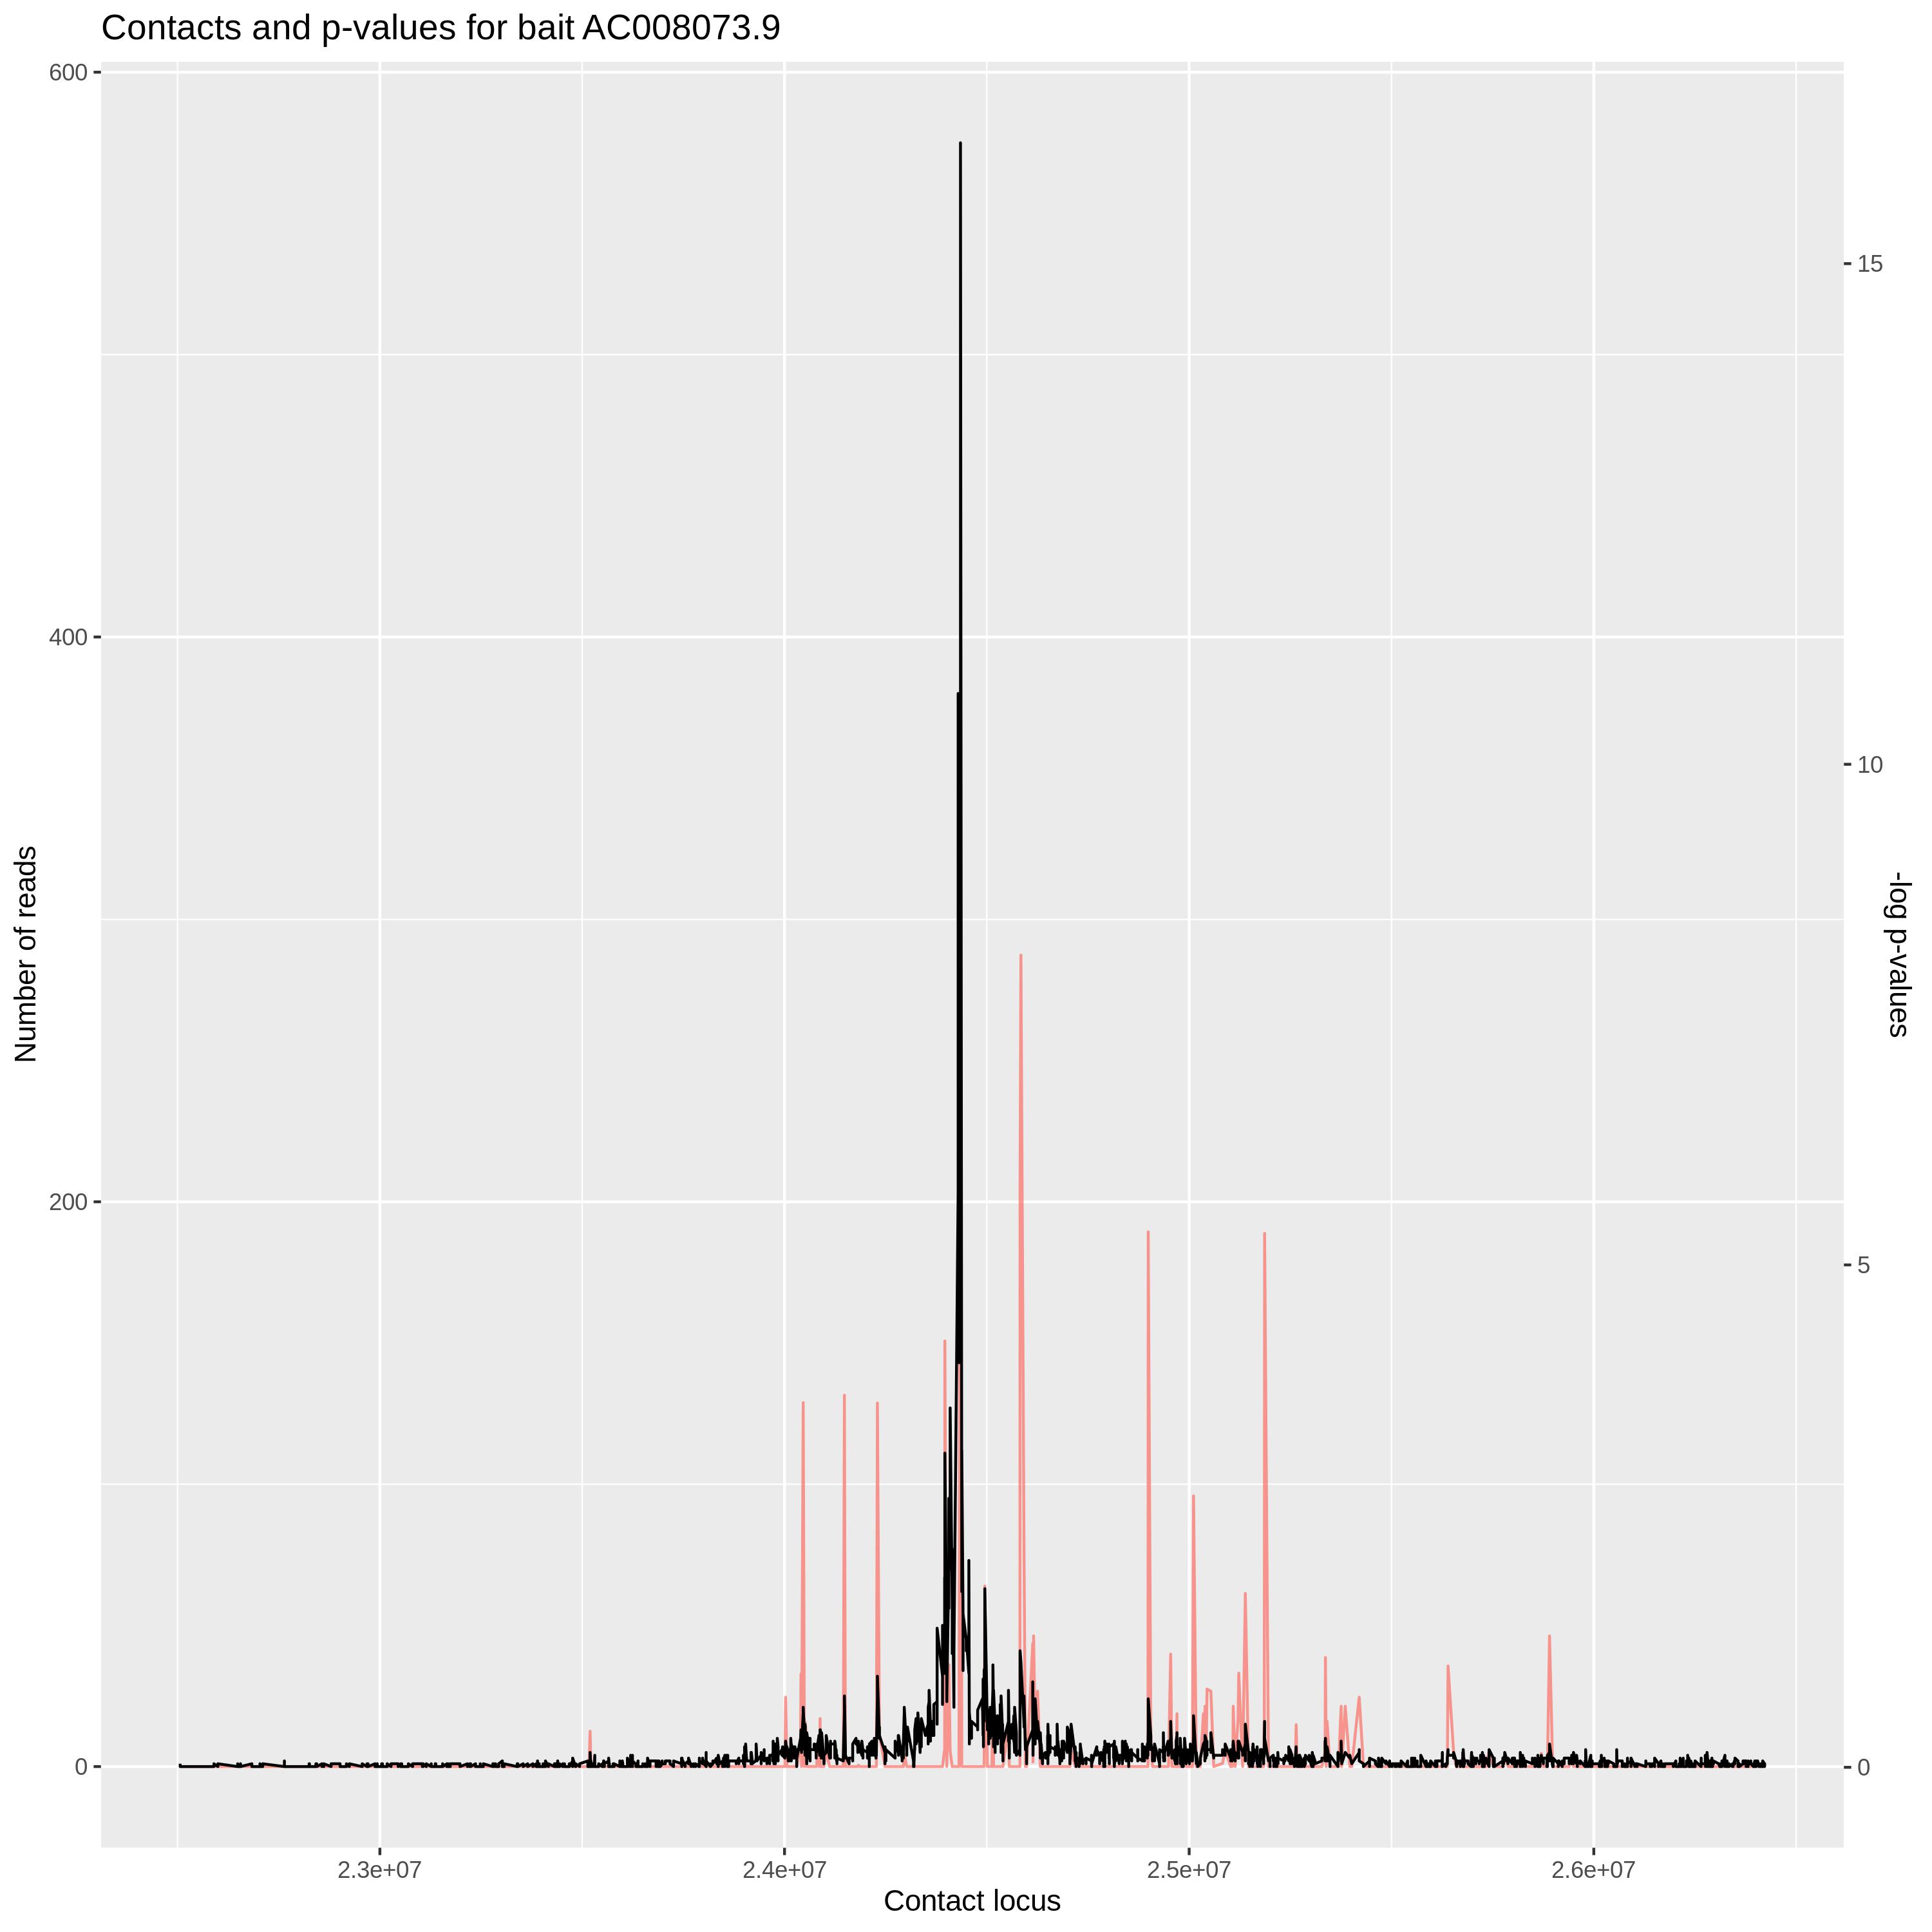 Contacts and p-values for bait AC008073.9
600
400
200
0
Number of reads
15
10
5
0
-log p-values
2.3e+07
2.4e+07
2.5e+07
2.6e+07
Contact locus